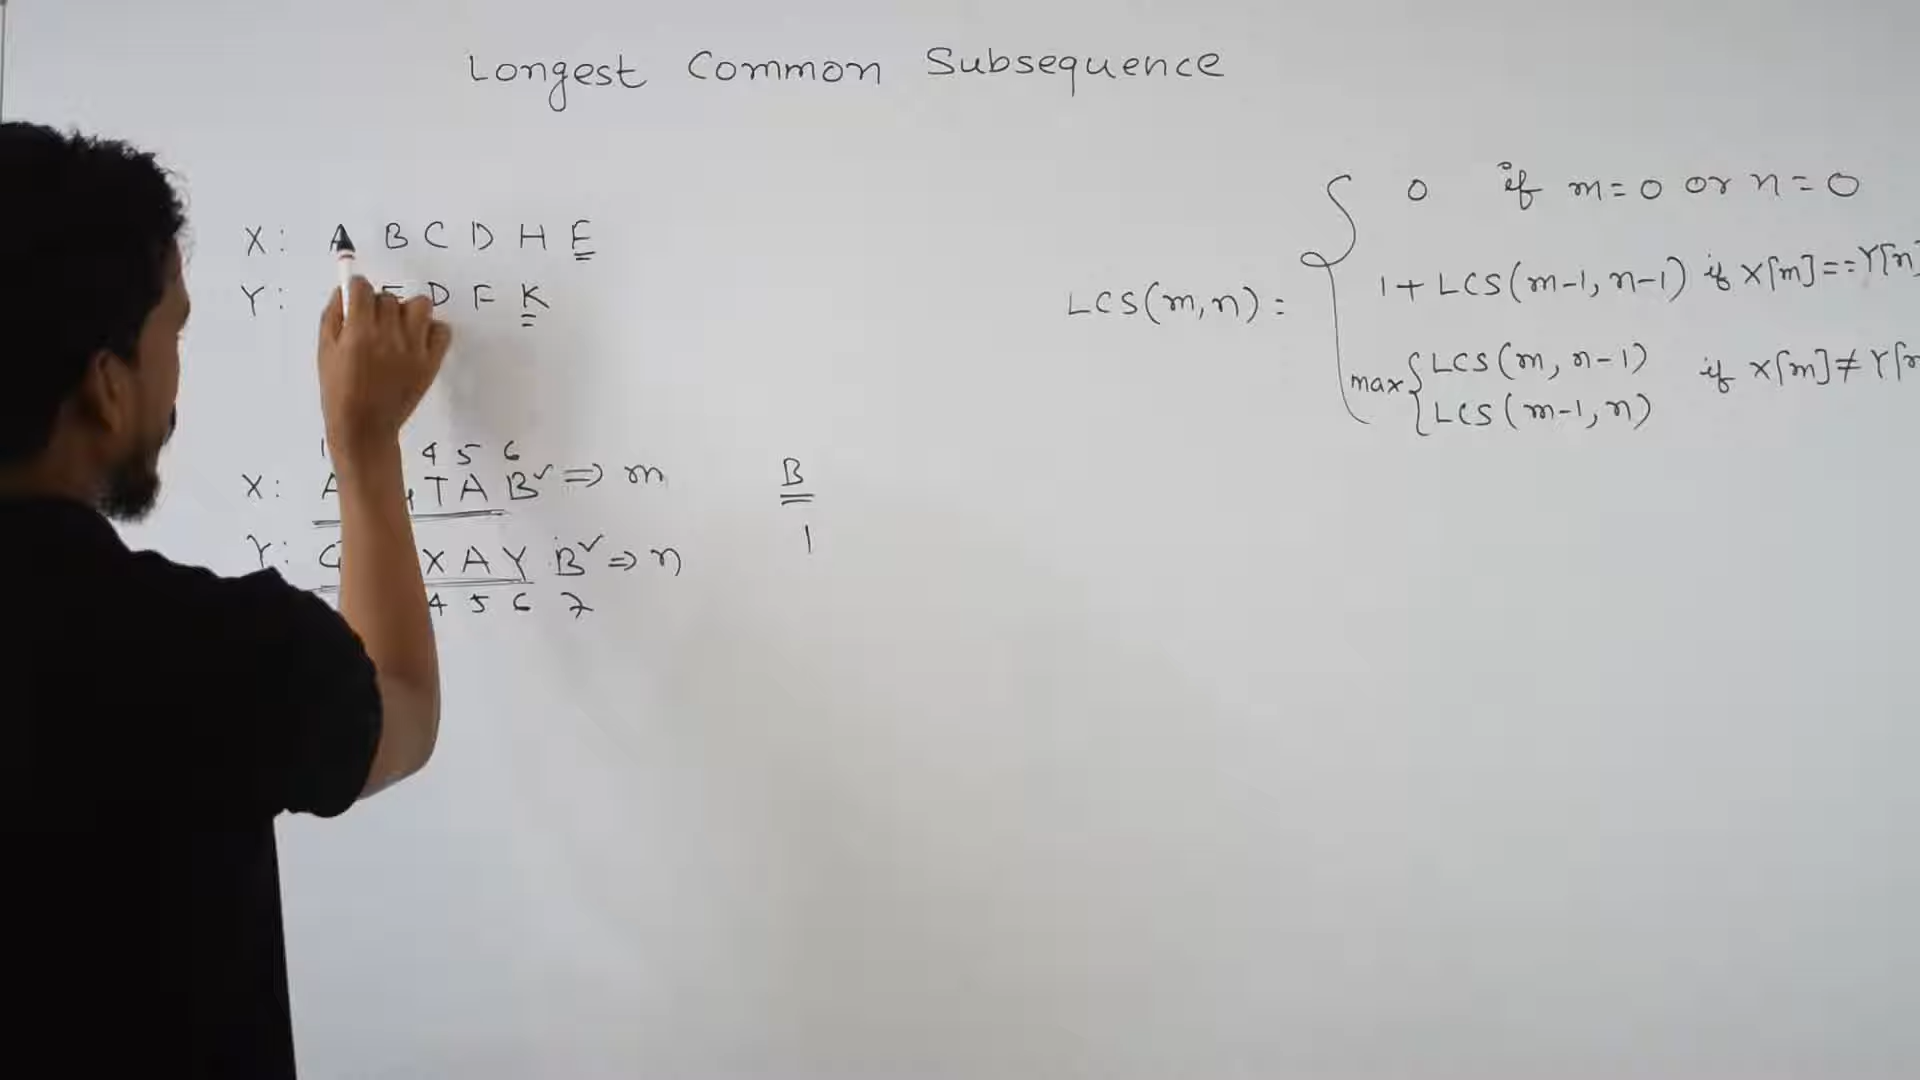 Longest Common Subsequence
X: A B C D H E
Y: D F K
4 5 6
X: A T A B ✓ ⇒ m
Y: G X A Y B ✓ ⇒ n
4 5 6 7
B
1
LCS(m,n) =
0 if m=0 or n=0
1+LCS(m-1,n-1) if X[m]==Y[n]
max { LCS(m,n-1) if X[m]≠Y[n
LCS(m-1,n)